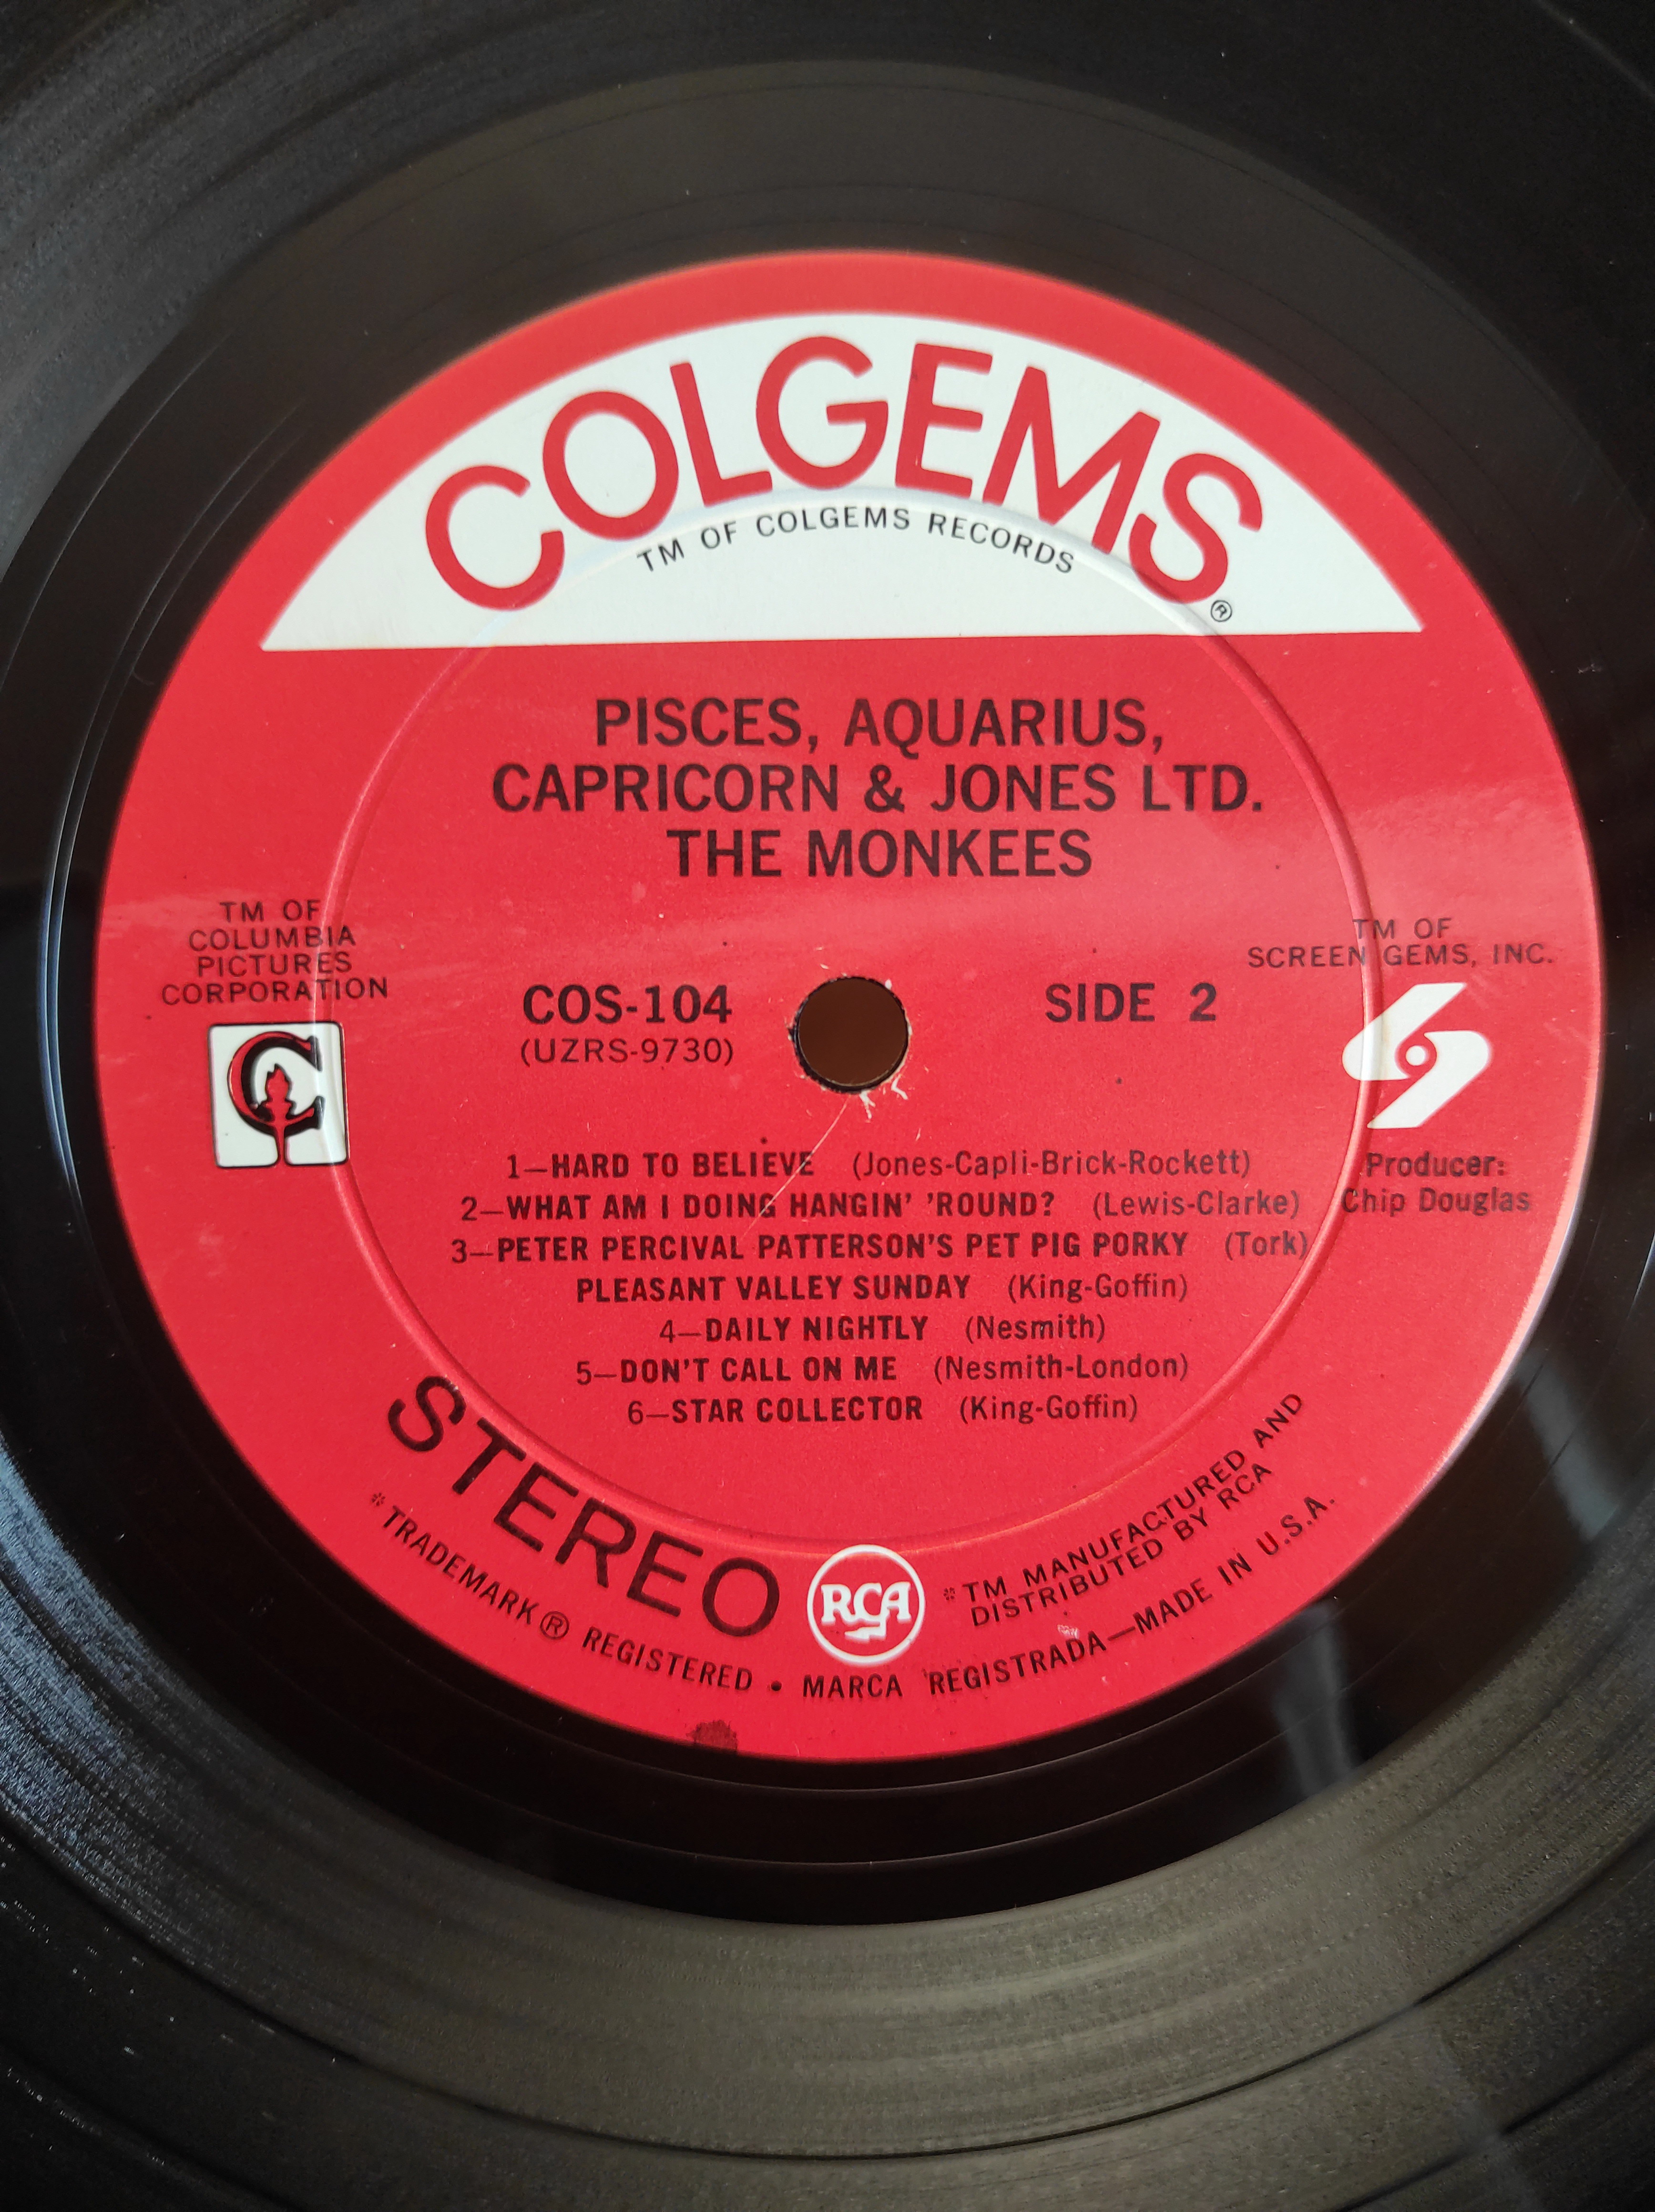 COLGEMS®
TM OF COLGEMS RECORDS
PISCES, AQUARIUS,
CAPRICORN & JONES LTD.
THE MONKEES
TM OF
COLUMBIA
PICTURES
CORPORATION
C
TM OF
SCREEN GEMS, INC.
COS-104
(UZRS-9730)
SIDE 2
1—HARD TO BELIEVE (Jones-Capli-Brick-Rockett)
2—WHAT AM I DOING HANGIN' 'ROUND? (Lewis-Clarke)
3—PETER PERCIVAL PATTERSON'S PET PIG PORKY (Tork)
PLEASANT VALLEY SUNDAY (King-Goffin)
4—DAILY NIGHTLY (Nesmith)
5—DON'T CALL ON ME (Nesmith-London)
6—STAR COLLECTOR (King-Goffin)
Producer:
Chip Douglas
STEREO
RCA
*TM MANUFACTURED AND
DISTRIBUTED BY RCA
*TRADEMARK ® REGISTERED • MARCA REGISTRADA—MADE IN U.S.A.